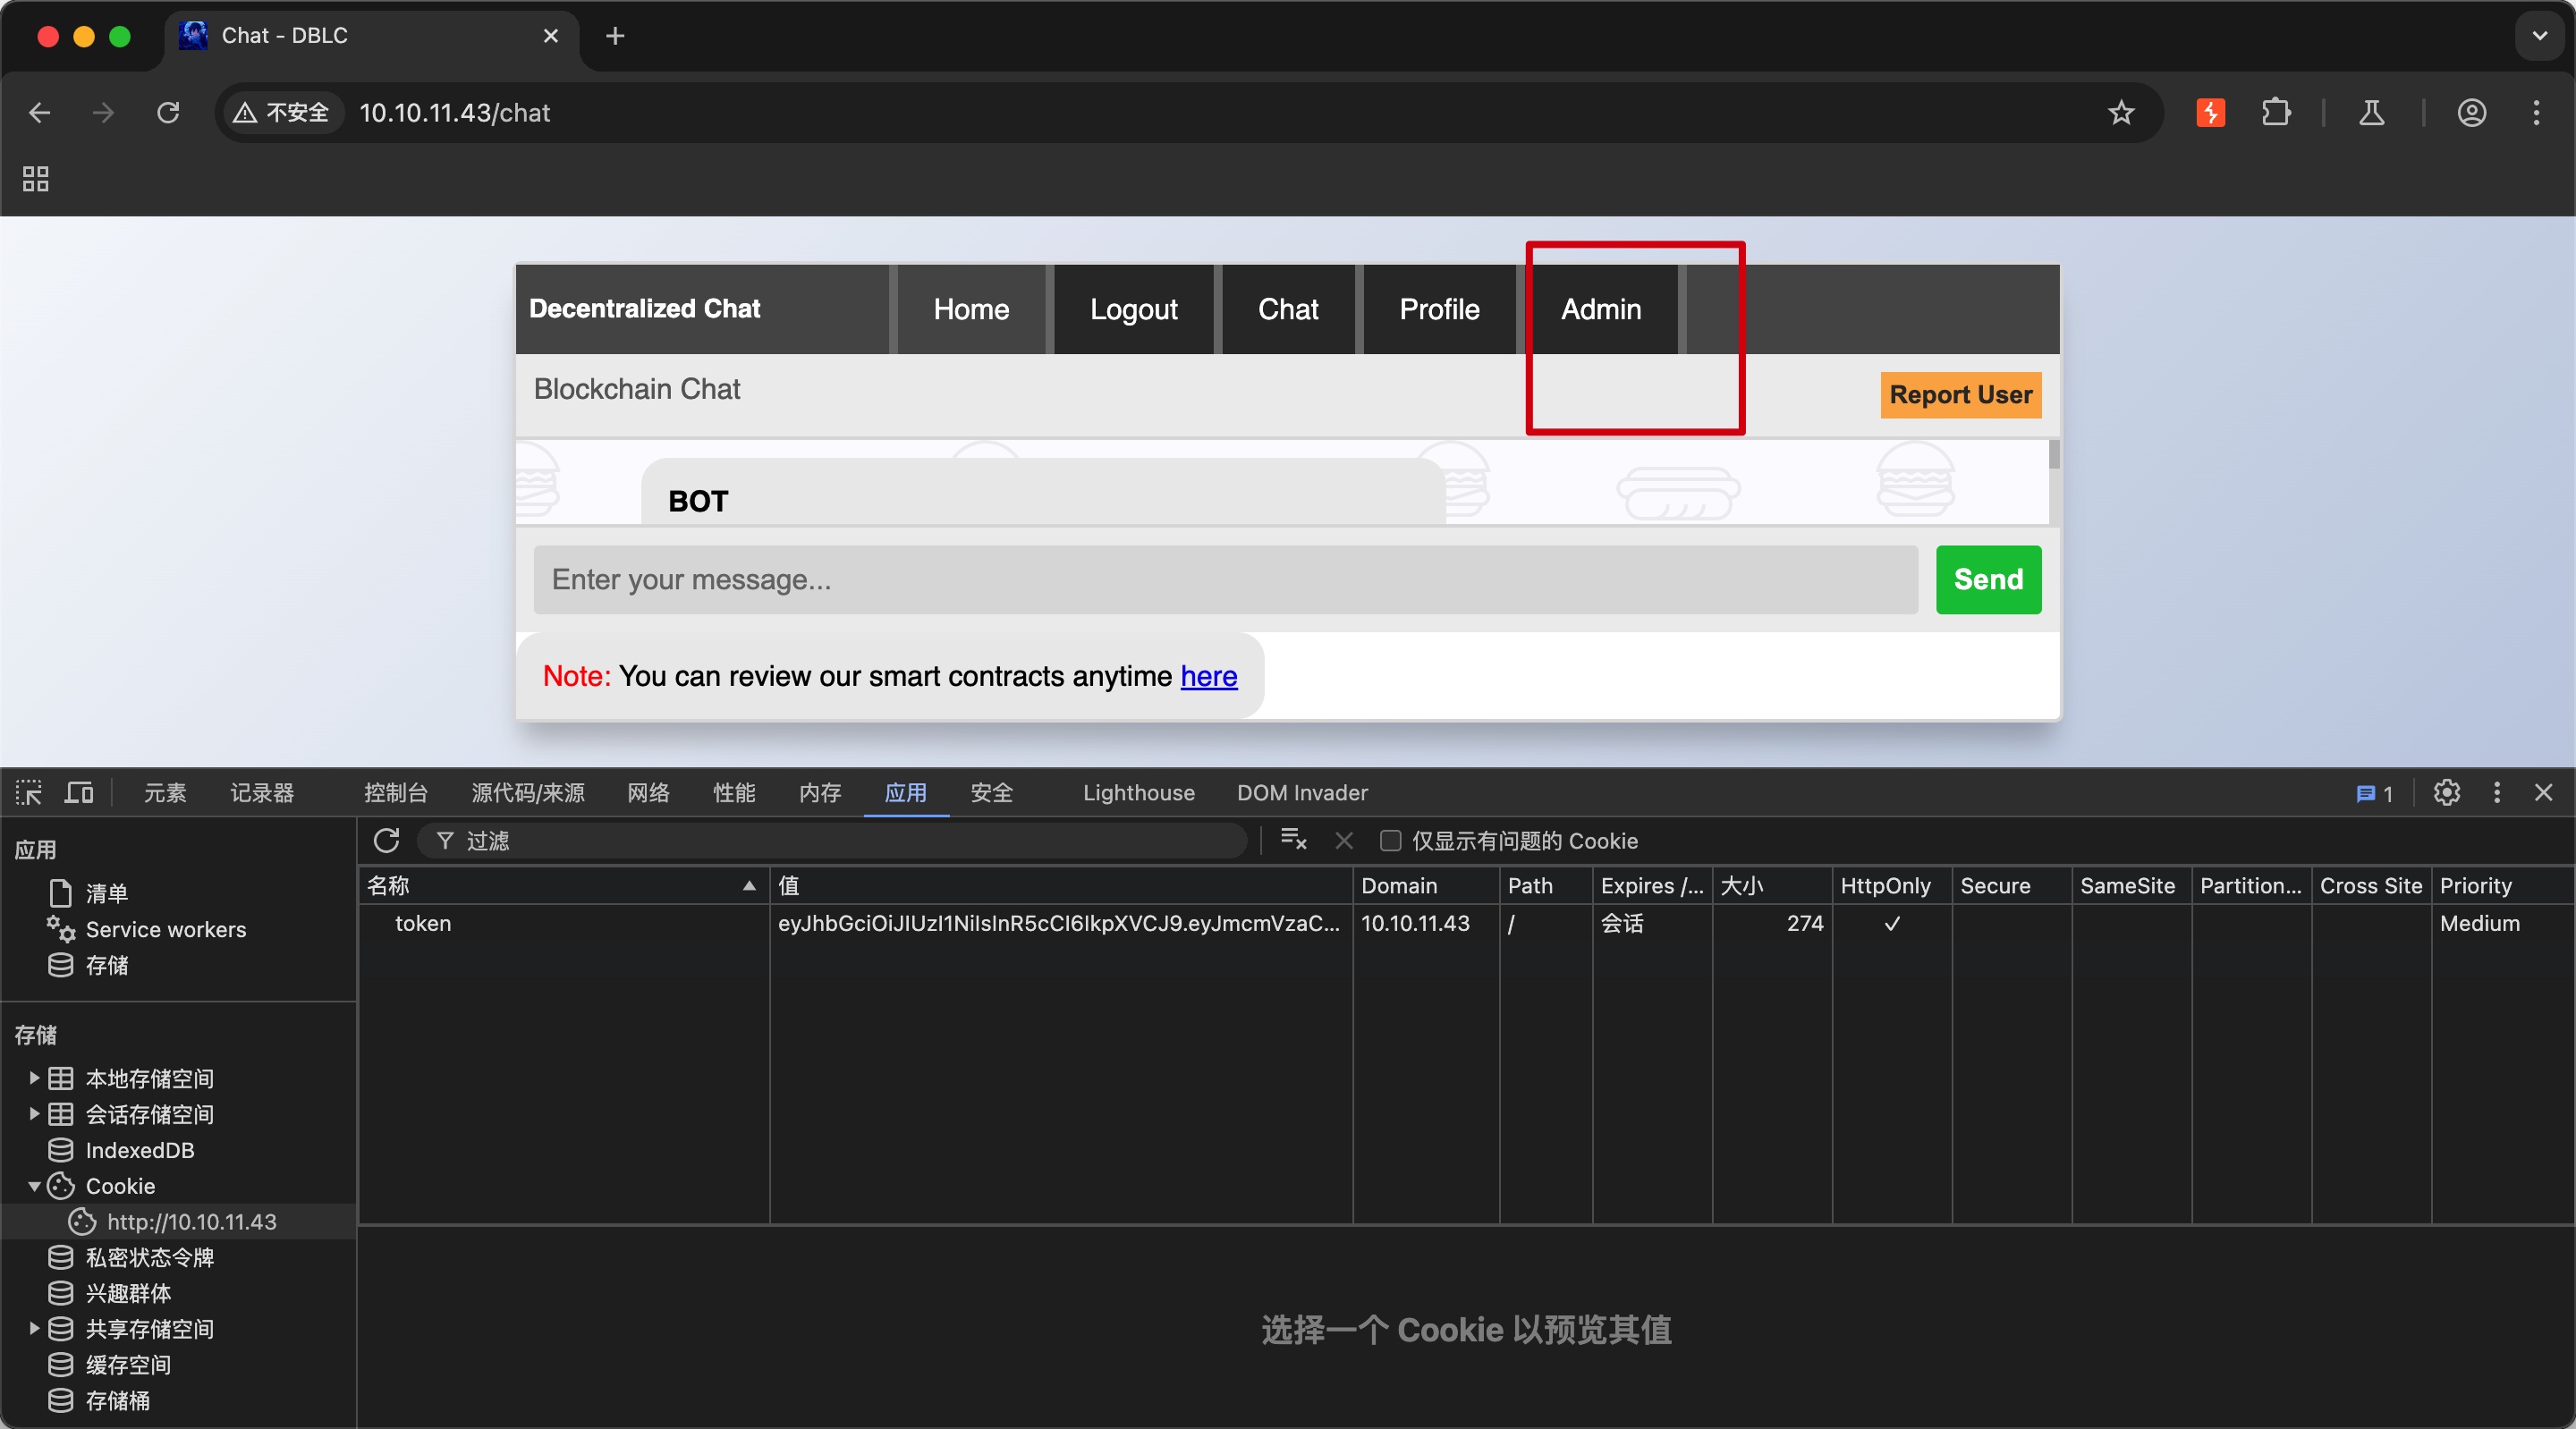 Chat - DBLC
不安全
10.10.11.43/chat
Decentralized Chat
Home
Logout
Chat
Profile
Admin
Blockchain Chat
Report User
BOT
Enter your message...
Send
Note: You can review our smart contracts anytime here
元素
记录器
控制台
源代码/来源
网络
性能
内存
应用
安全
Lighthouse
DOM Invader
1
应用
清单
Service workers
存储
存储
本地存储空间
会话存储空间
IndexedDB
Cookie
http://10.10.11.43
私密状态令牌
兴趣群体
共享存储空间
缓存空间
存储桶
过滤
仅显示有问题的 Cookie
名称 值 Domain Path Expires /... 大小 HttpOnly Secure SameSite Partition... Cross Site Priority
token eyJhbGciOiJIUzI1NiIsInR5cCI6IkpXVCJ9.eyJmcmVzaC... 10.10.11.43 / 会话 274 ✓ Medium
选择一个 Cookie 以预览其值